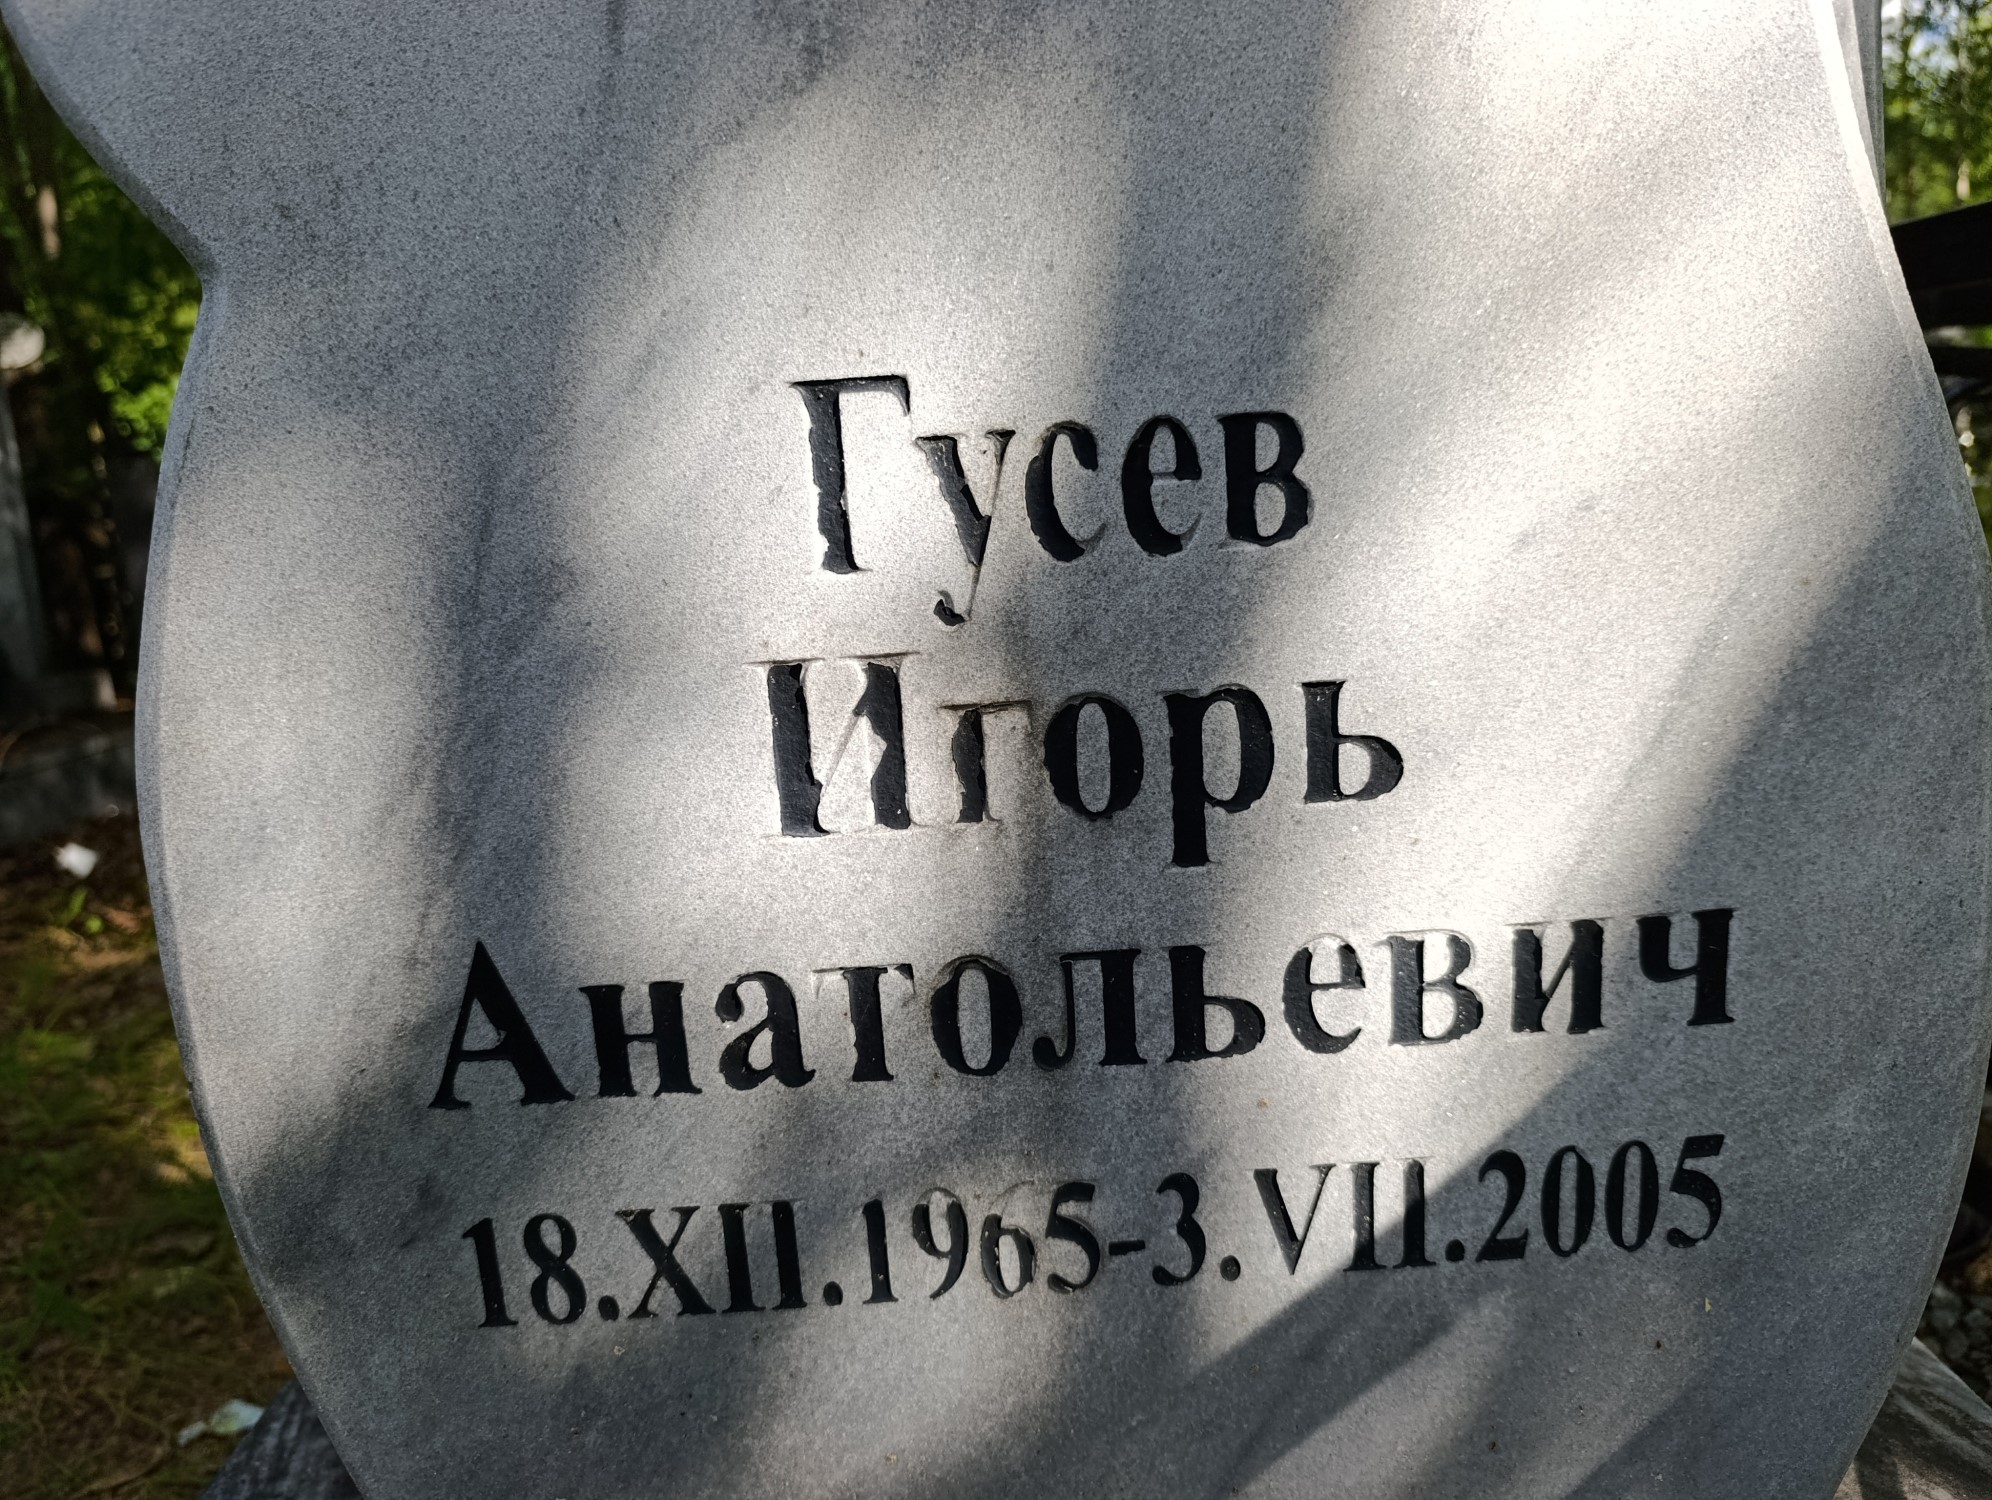 Гусев
Игорь
Анатольевич
18.XII.1965-3.VII.2005